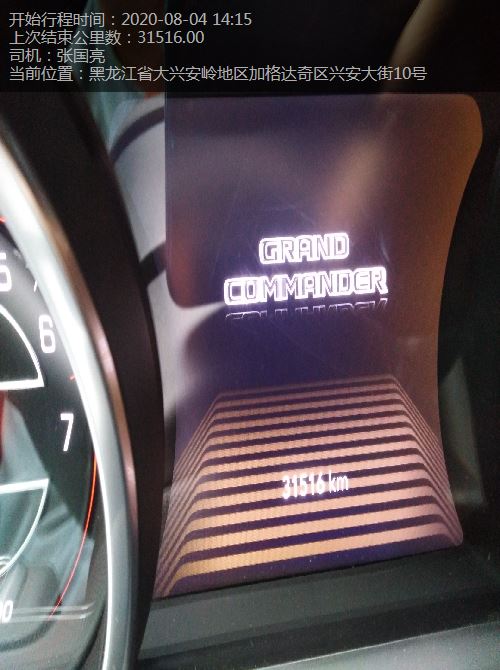 开始行程时间：2020-08-04 14:15
上次结束公里数：31516.00
司机：张国亮
当前位置：黑龙江省大兴安岭地区加格达奇区兴安大街10号
GRAND
COMMANDER
6
7
31516 km